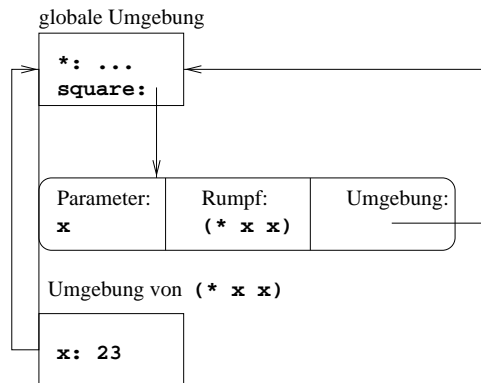 globale Umgebung
*: ...
square:
Parameter: Rumpf: Umgebung:
x (* x x)
Umgebung von (* x x)
x: 23